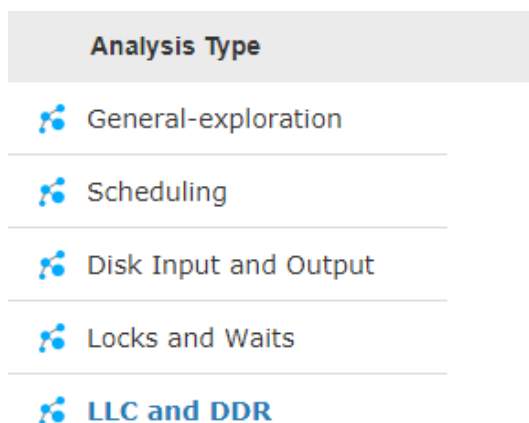 Analysis Type
General-exploration
Scheduling
Disk Input and Output
Locks and Waits
LLC and DDR